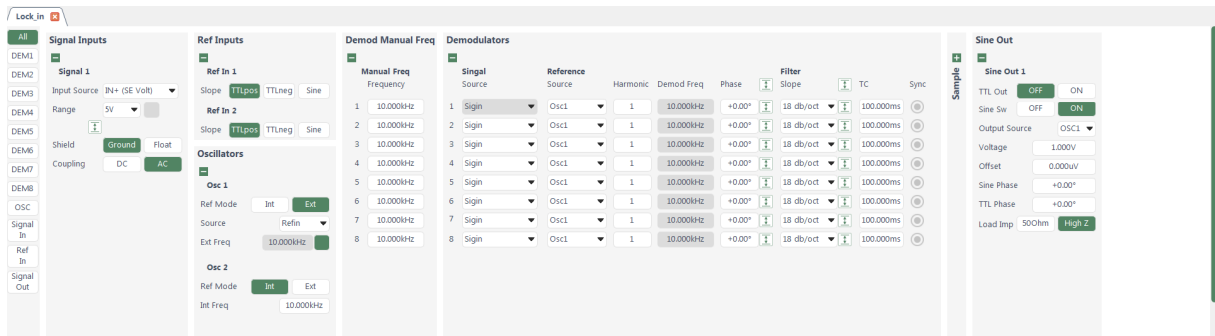 Lock_in
All
DEM1
DEM2
DEM3
DEM4
DEM5
DEM6
DEM7
DEM8
OSC
Signal
In
Ref
In
Signal
Out
Signal Inputs
Signal 1
Input Source IN+ (SE Volt)
Range 5V
Shield Ground Float
Coupling DC AC
Ref Inputs
Ref In 1
Slope TTLpos TTLneg Sine
Ref In 2
Slope TTLpos TTLneg Sine
Oscillators
Osc 1
Ref Mode Int Ext
Source Refin
Ext Freq 10.000kHz
Osc 2
Ref Mode Int Ext
Int Freq 10.000kHz
Demod Manual Freq
Manual Freq
Frequency
1 10.000kHz
2 10.000kHz
3 10.000kHz
4 10.000kHz
5 10.000kHz
6 10.000kHz
7 10.000kHz
8 10.000kHz
Demodulators
Singal Reference Filter
Source Source Harmonic Demod Freq Phase Slope TC Sync
1 Sigin Osc1 1 10.000kHz +0.00° 18 db/oct 100.000ms
2 Sigin Osc1 1 10.000kHz +0.00° 18 db/oct 100.000ms
3 Sigin Osc1 1 10.000kHz +0.00° 18 db/oct 100.000ms
4 Sigin Osc1 1 10.000kHz +0.00° 18 db/oct 100.000ms
5 Sigin Osc1 1 10.000kHz +0.00° 18 db/oct 100.000ms
6 Sigin Osc1 1 10.000kHz +0.00° 18 db/oct 100.000ms
7 Sigin Osc1 1 10.000kHz +0.00° 18 db/oct 100.000ms
8 Sigin Osc1 1 10.000kHz +0.00° 18 db/oct 100.000ms
Sample
Sine Out
Sine Out 1
TTL Out OFF ON
Sine Sw OFF ON
Output Source OSC1
Voltage 1.000V
Offset 0.000uV
Sine Phase +0.00°
TTL Phase +0.00°
Load Imp 50Ohm High Z